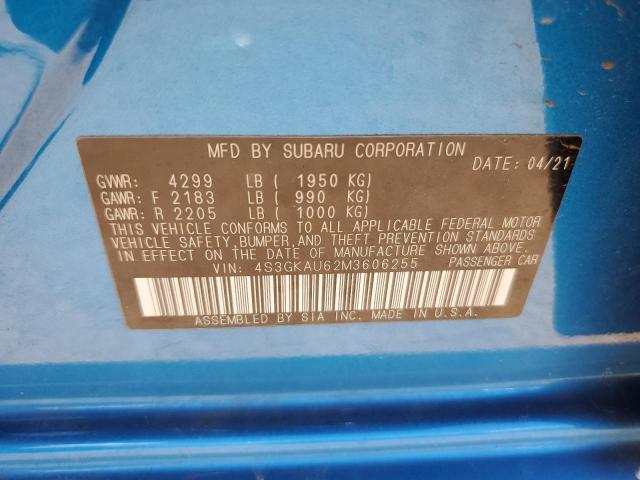 MFD BY SUBARU CORPORATION
DATE: 04/21
GVWR: 4299 LB ( 1950 KG)
GAWR: F 2183 LB ( 990 KG)
GAWR: R 2205 LB ( 1000 KG)
THIS VEHICLE CONFORMS TO ALL APPLICABLE FEDERAL MOTOR
VEHICLE SAFETY, BUMPER, AND THEFT PREVENTION STANDARDS
IN EFFECT ON THE DATE OF MANUFACTURE SHOWN ABOVE.
VIN: 4S3GKAU62M3606255 PASSENGER CAR
ASSEMBLED BY SIA INC. MADE IN U.S.A.